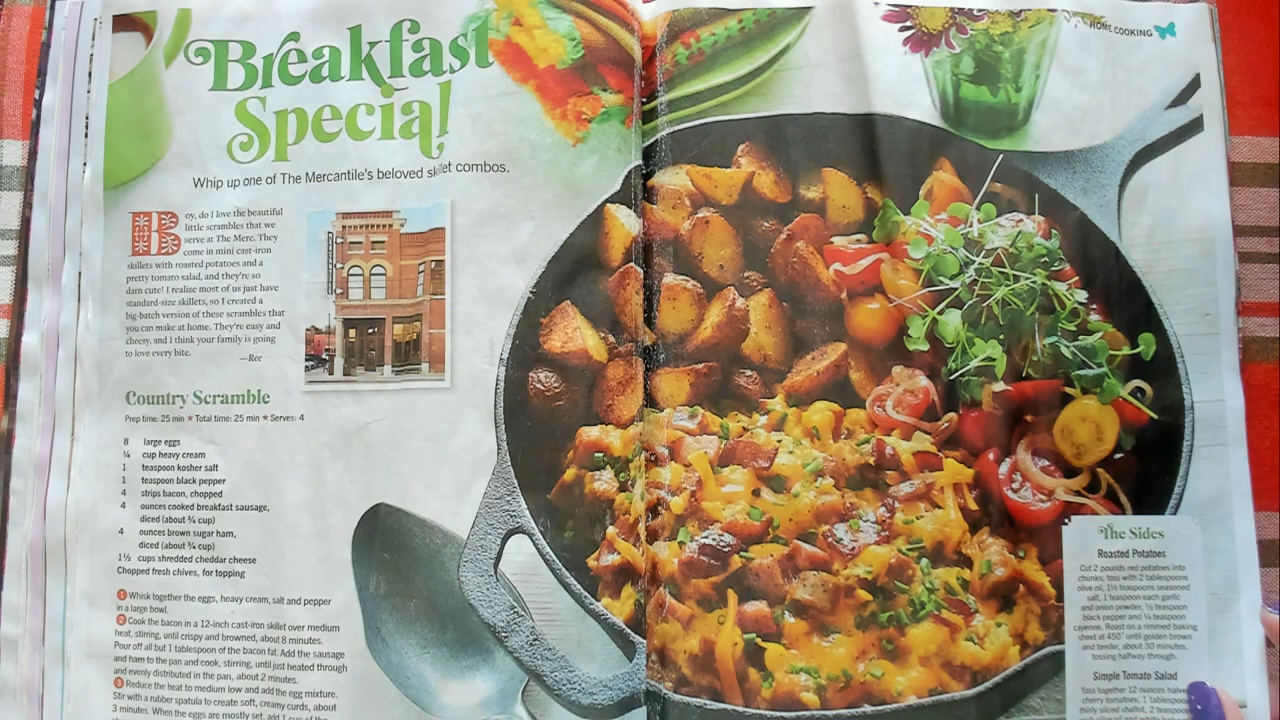 HOME COOKING
Breakfast
Special
Whip up one of The Mercantile's beloved skillet combos.
Boy, do I love the beautiful
little scrambles that we
serve at The Merc. They
come in mini cast-iron
skillets with roasted potatoes and a
pretty tomato salad, and they're so
darn cute! I realize most of us just have
standard-size skillets, so I created a
big-batch version of these scrambles that
you can make at home. They're easy and
cheesy, and I think your family is going
to love every bite.
—Ree
Country Scramble
Prep time: 25 min ★ Total time: 25 min ★ Serves: 4
8 large eggs
¼ cup heavy cream
1 teaspoon kosher salt
1 teaspoon black pepper
4 strips bacon, chopped
4 ounces cooked breakfast sausage,
diced (about ¾ cup)
4 ounces brown sugar ham,
diced (about ¾ cup)
1½ cups shredded cheddar cheese
Chopped fresh chives, for topping
1 Whisk together the eggs, heavy cream, salt and pepper
in a large bowl.
2 Cook the bacon in a 12-inch cast-iron skillet over medium
heat, stirring, until crispy and browned, about 8 minutes.
Pour off all but 1 tablespoon of the bacon fat. Add the sausage
and ham to the pan and cook, stirring, until just heated through
and evenly distributed in the pan, about 2 minutes.
3 Reduce the heat to medium low and add the egg mixture.
Stir with a rubber spatula to create soft, creamy curds, about
3 minutes. When the eggs are mostly set, add 1 cup of the
The Sides
Roasted Potatoes
Cut 2 pounds red potatoes into
chunks; toss with 2 tablespoons
olive oil, 1½ teaspoons seasoned
salt, 1 teaspoon each garlic
and onion powder, ½ teaspoon
black pepper and ¼ teaspoon
cayenne. Roast on a rimmed baking
sheet at 450° until golden brown
and tender, about 30 minutes,
tossing halfway through.
Simple Tomato Salad
Toss together 12 ounces halved
cherry tomatoes, 1 tablespoon
thinly sliced shallot, 2 teaspoons